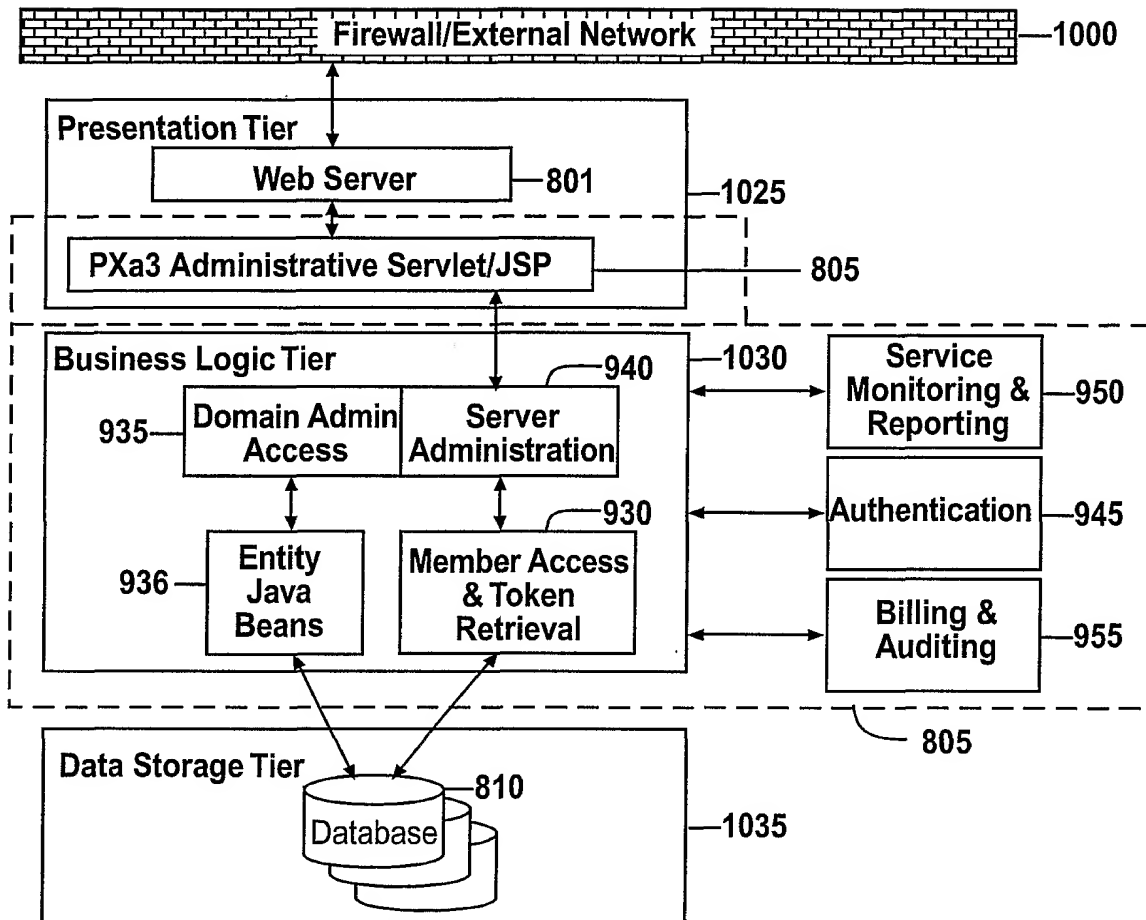 Firewall/External Network
1000
Presentation Tier
Web Server
801
1025
PXa3 Administrative Servlet/JSP
805
Business Logic Tier
1030
940
935
Domain Admin
Access
Server
Administration
Service
Monitoring &
Reporting
950
930
936
Entity
Java
Beans
Member Access
& Token
Retrieval
Authentication
945
Billing &
Auditing
955
805
Data Storage Tier
810
Database
1035